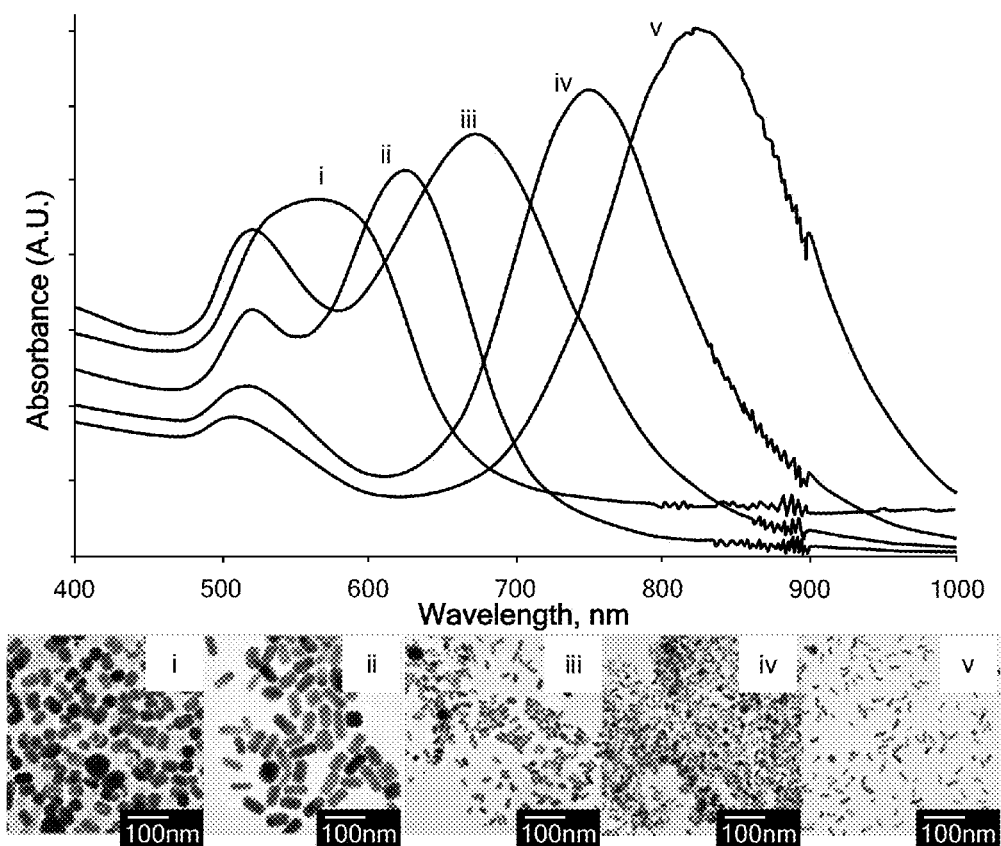 v
iv
iii
ii
i
Absorbance (A.U.)
400 500 600 700 800 900 1000
Wavelength, nm
i ii iii iv v
100nm 100nm 100nm 100nm 100nm